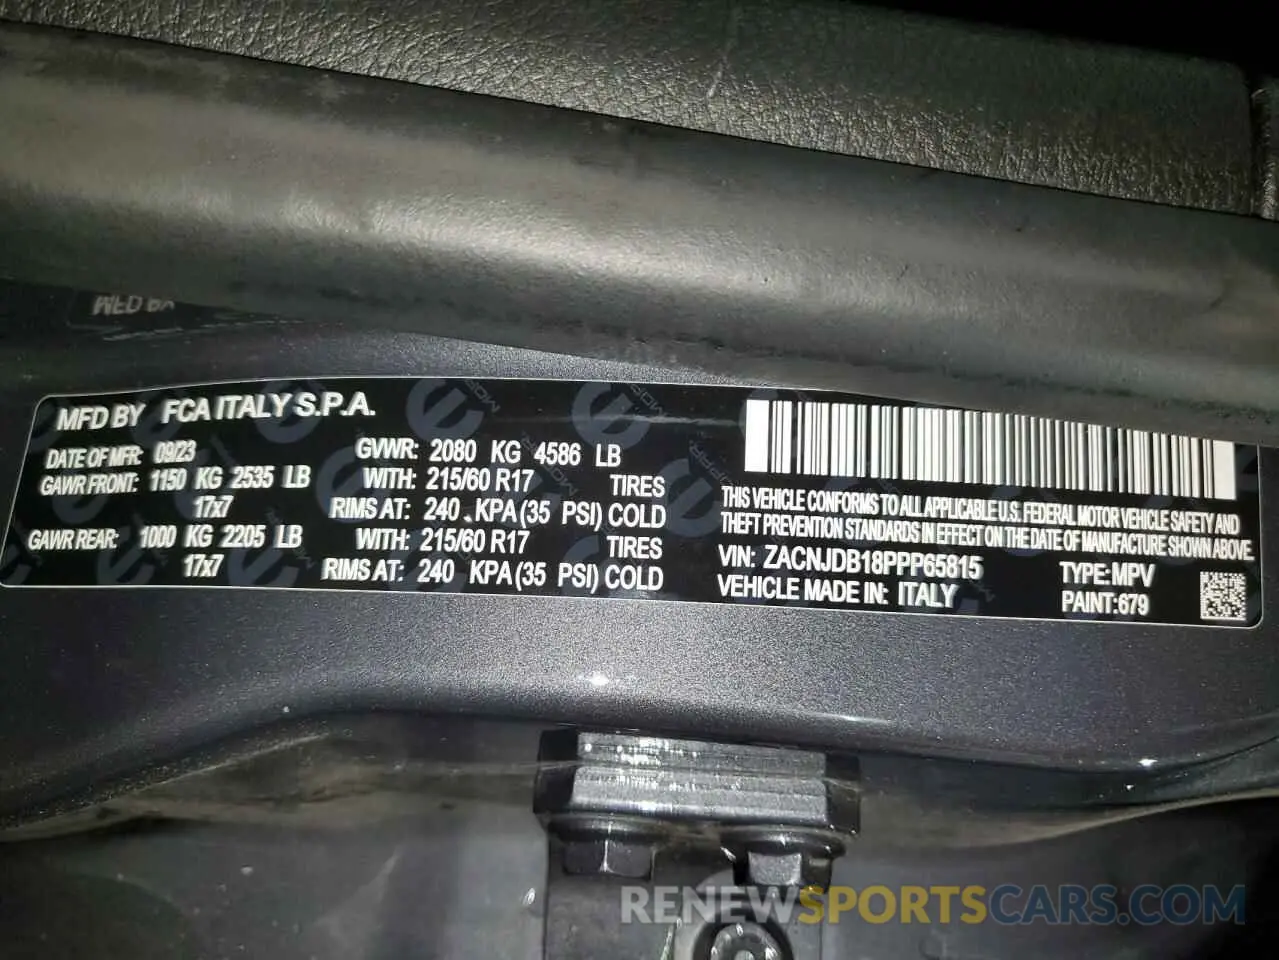 MFD BY
MFD BY FCA ITALY S.P.A.
DATE OF MFR: 09/23 GVWR: 2080 KG 4586 LB
GAWR FRONT: 1150 KG 2535 LB WITH: 215/60 R17 TIRES
17x7 RIMS AT: 240 KPA (35 PSI) COLD
GAWR REAR: 1000 KG 2205 LB WITH: 215/60 R17 TIRES
17x7 RIMS AT: 240 KPA (35 PSI) COLD
THIS VEHICLE CONFORMS TO ALL APPLICABLE U.S. FEDERAL MOTOR VEHICLE SAFETY AND
THEFT PREVENTION STANDARDS IN EFFECT ON THE DATE OF MANUFACTURE SHOWN ABOVE.
VIN: ZACNJDB18PPP65815 TYPE:MPV
VEHICLE MADE IN: ITALY PAINT:679
RENEWSPORTSCARS.COM